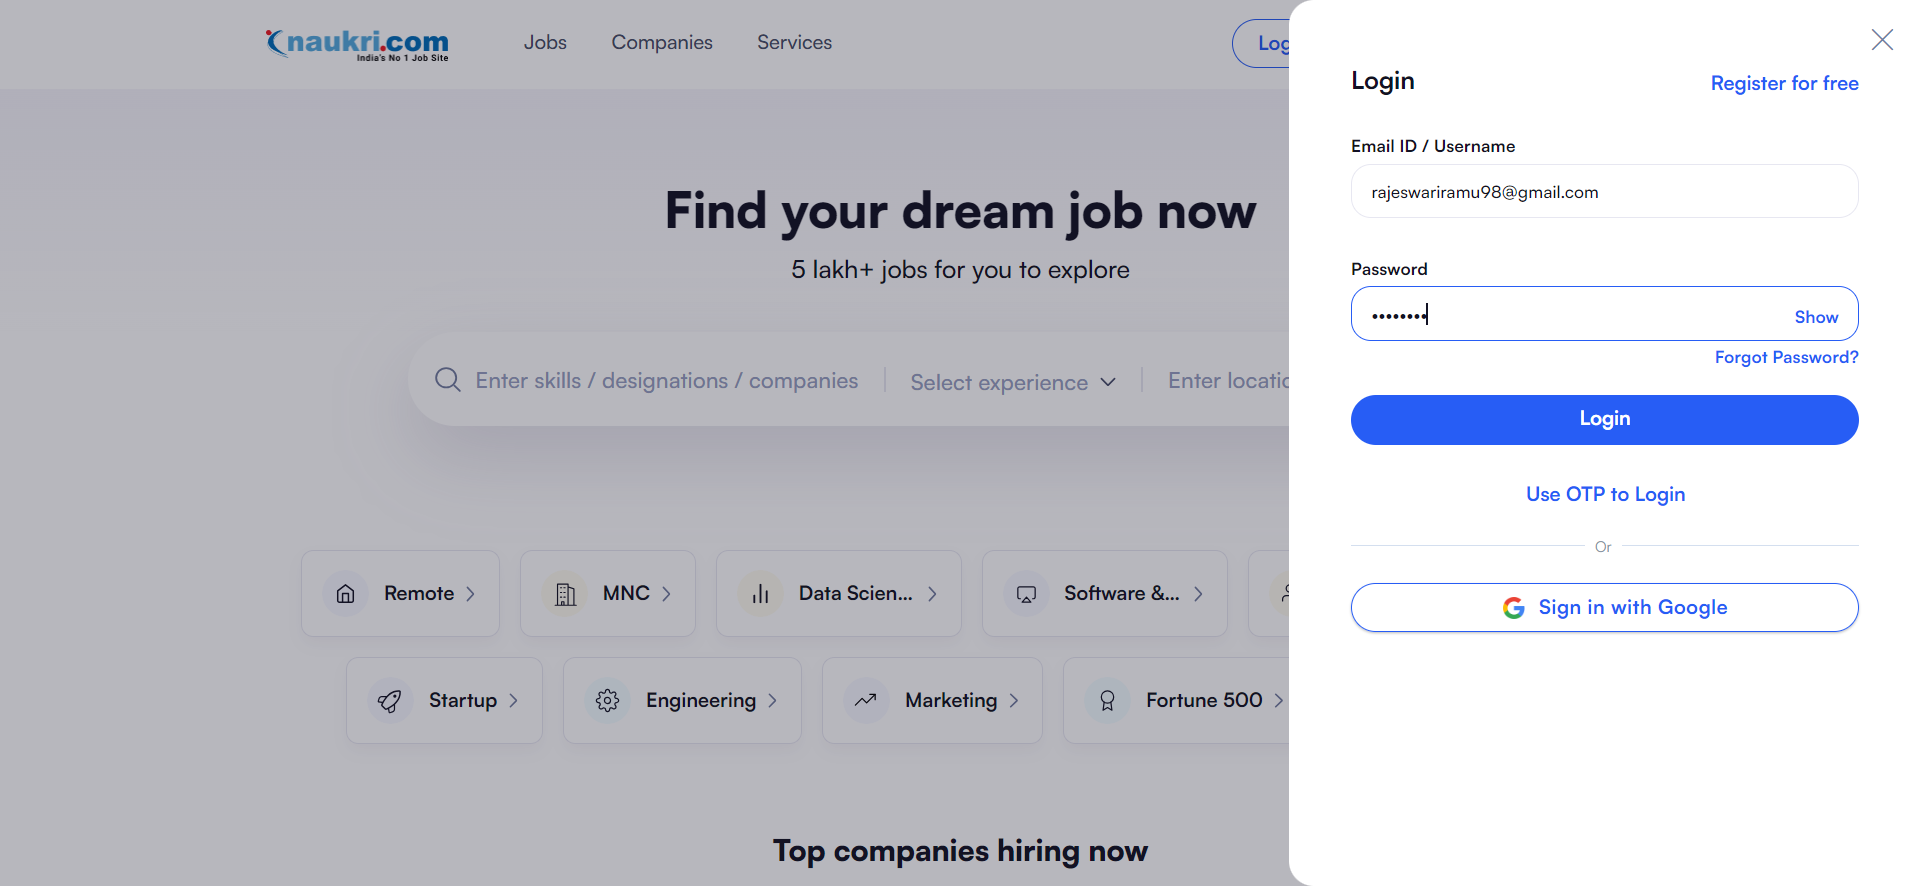 naukri.com
India's No 1 Job Site
Jobs
Companies
Services
Find your dream job now
5 lakh+ jobs for you to explore
Enter skills / designations / companies
Select experience
Enter
Remote
MNC
Data Scien...
Software &...
Startup
Engineering
Marketing
Fortune 500
Top companies hiring now
Login
Register for free
Email ID / Username
rajeswariramu98@gmail.com
Password
••••••••
Show
Forgot Password?
Login
Use OTP to Login
Or
Sign in with Google